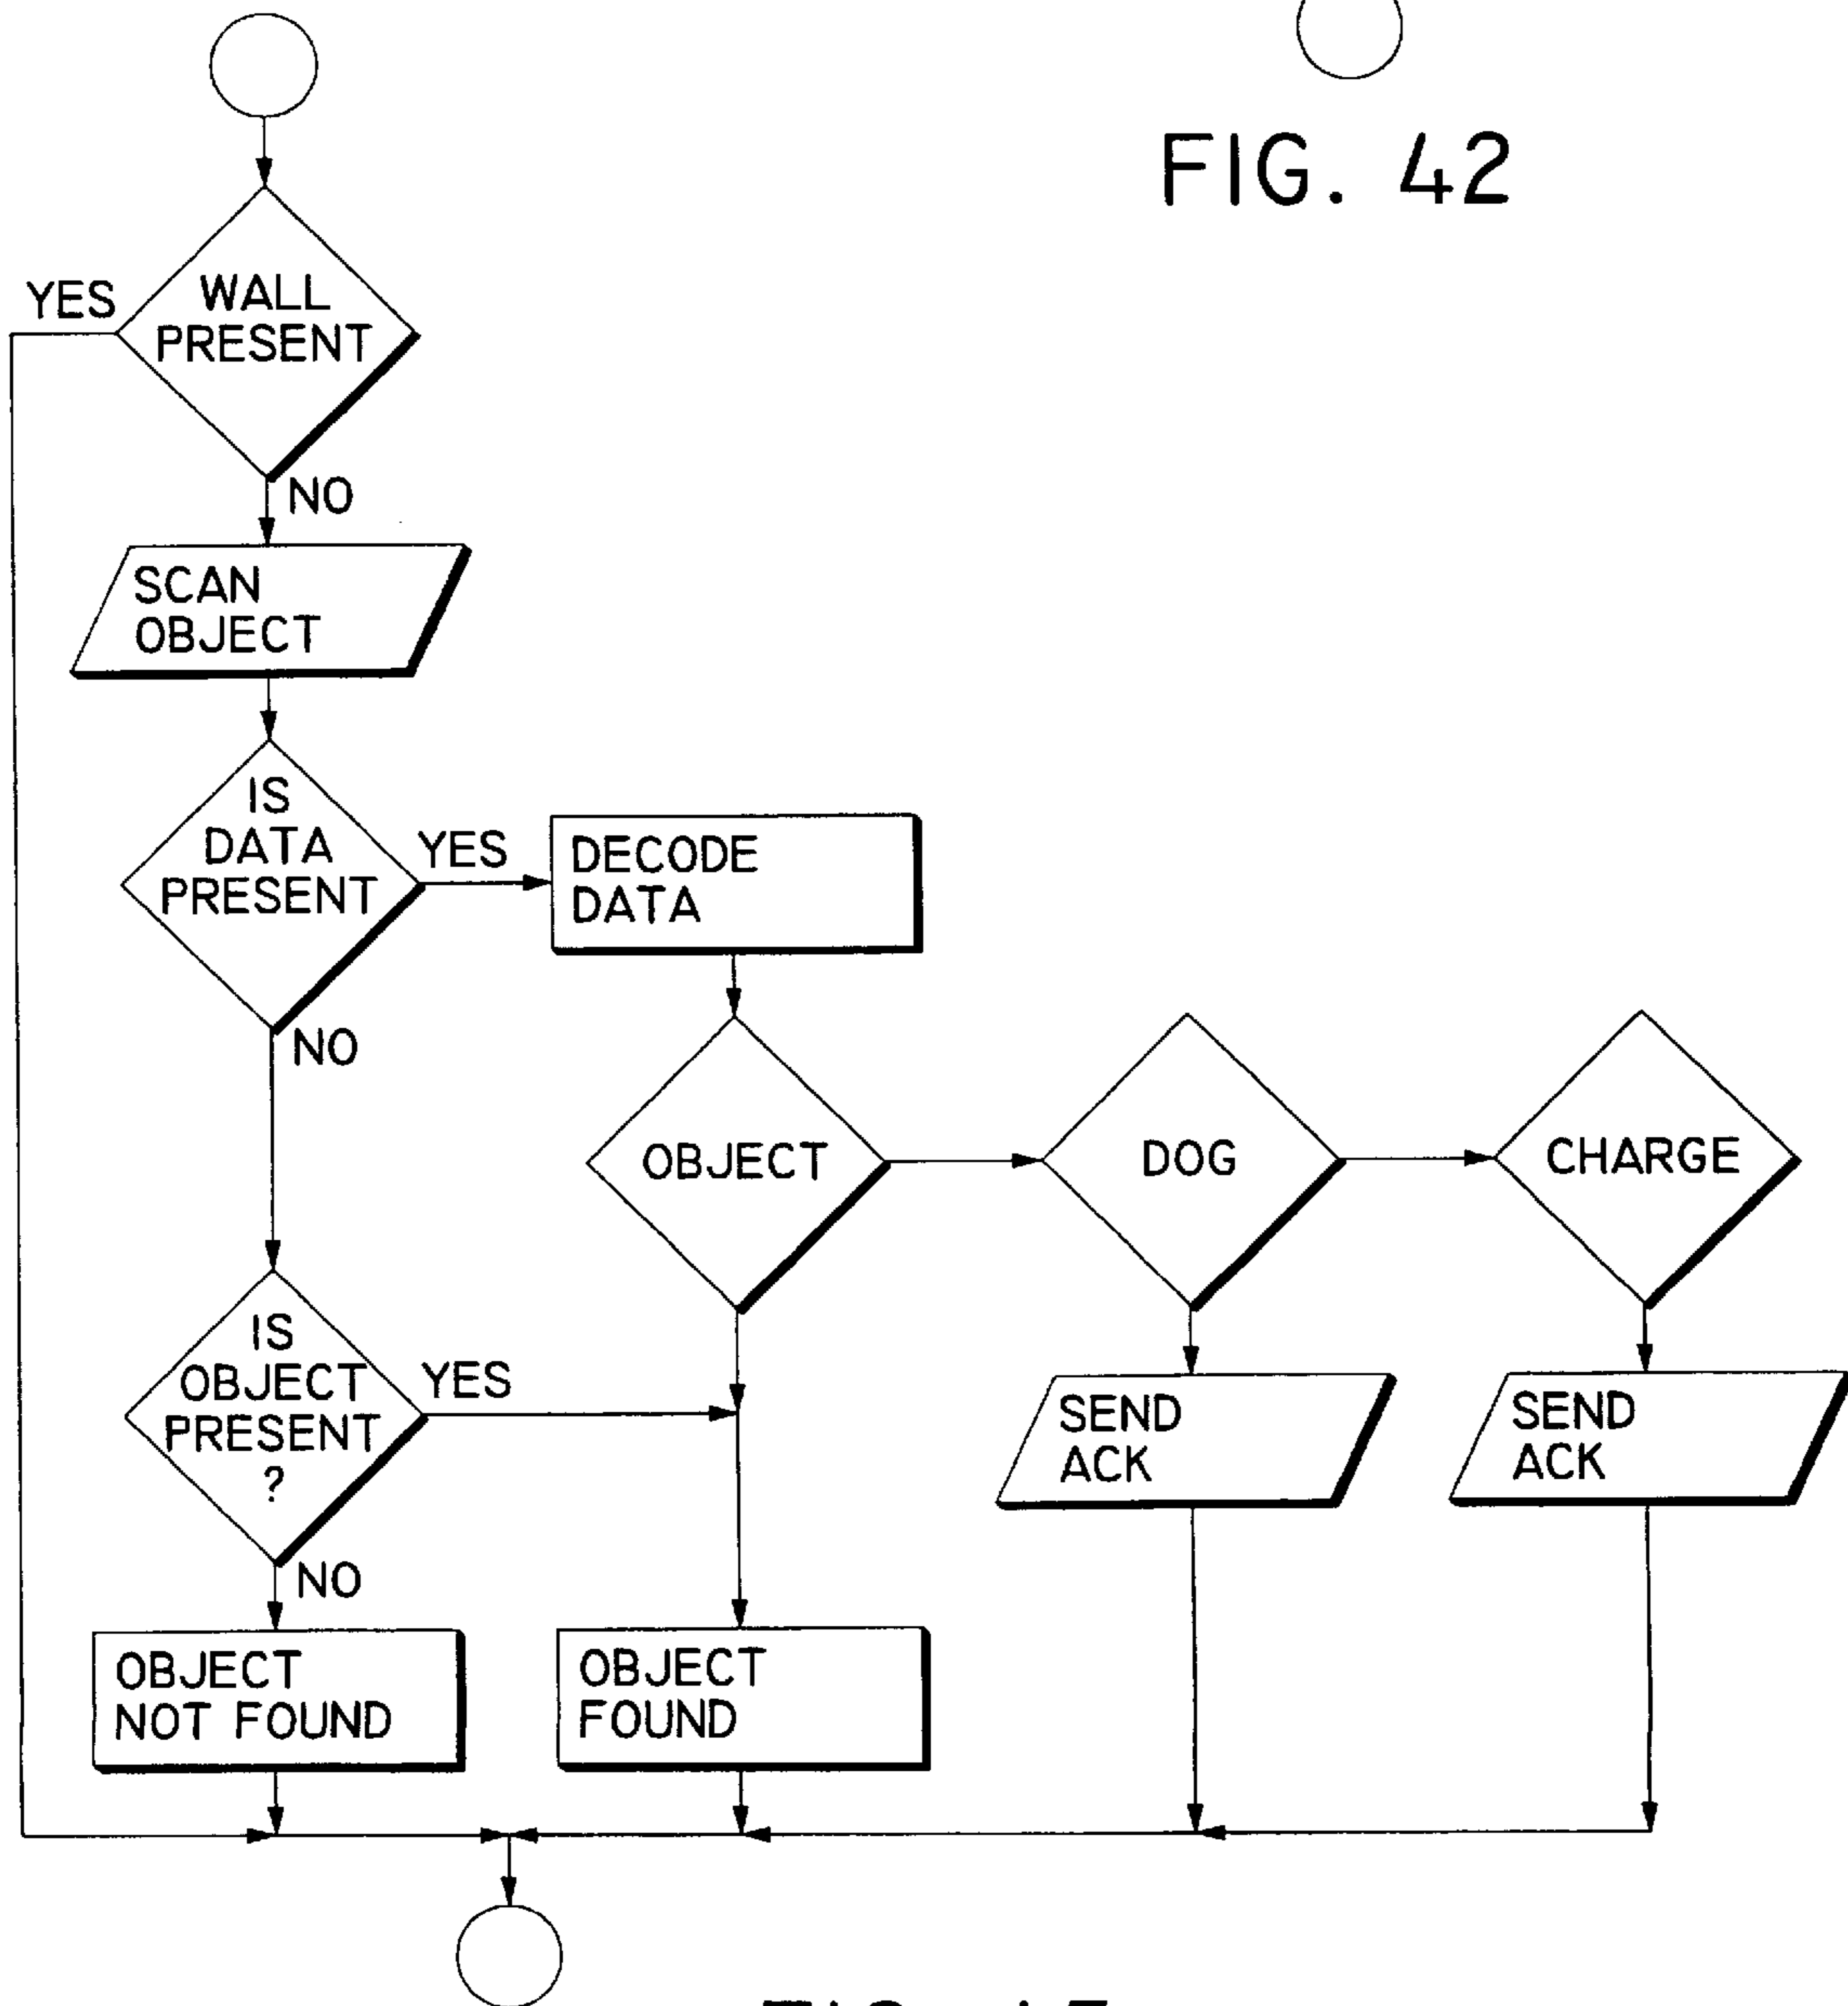 FIG. 42
YES
WALL
PRESENT
NO
SCAN
OBJECT
IS
DATA
PRESENT
YES
DECODE
DATA
NO
OBJECT
DOG
CHARGE
IS
OBJECT
PRESENT
?
YES
SEND
ACK
SEND
ACK
NO
OBJECT
NOT FOUND
OBJECT
FOUND